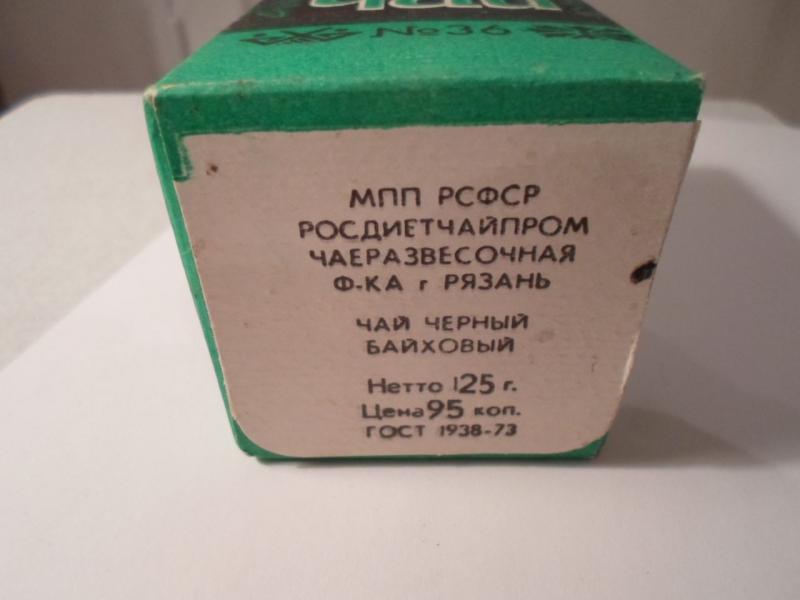 №36
МПП РСФСР
РОСДИЕТЧАЙПРОМ
ЧАЕРАЗВЕСОЧНАЯ
Ф-КА г РЯЗАНЬ
ЧАЙ ЧЕРНЫЙ
БАЙХОВЫЙ
Нетто 125 г.
Цена 95 коп.
ГОСТ 1938-73